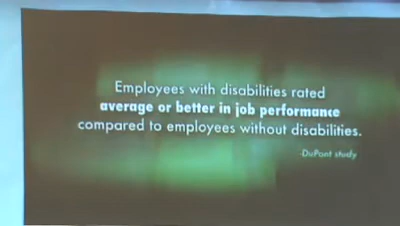 Employees with disabilities rated
average or better in job performance
compared to employees without disabilities.
-DuPont study